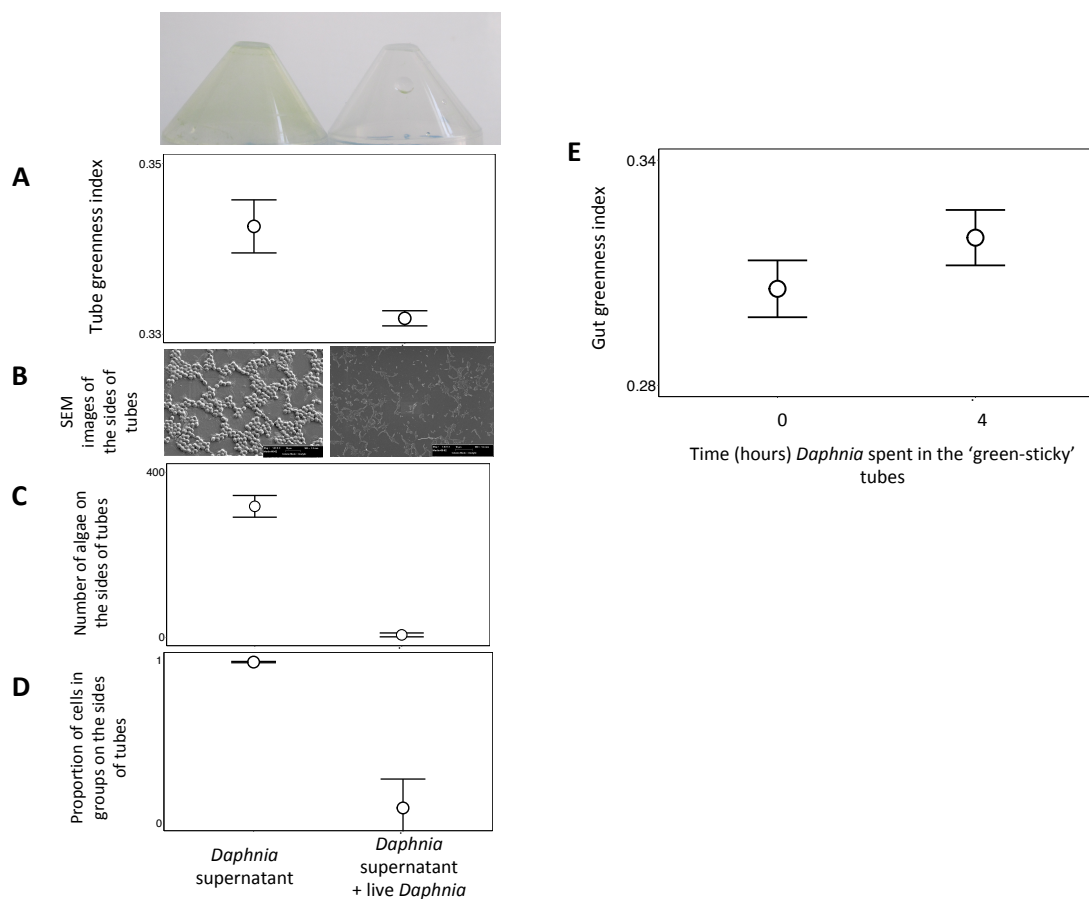 A
Tube greenness index
0.35
0.33
B
SEM
images of
the sides of
tubes
C
Number of algae on
the sides of tubes
400
0
D
Proportion of cells in
groups on the sides
of tubes
1
0
Daphnia
supernatant
Daphnia
supernatant
+ live Daphnia
E
Gut greenness index
0.34
0.28
0
4
Time (hours) Daphnia spent in the ‘green-sticky’
tubes